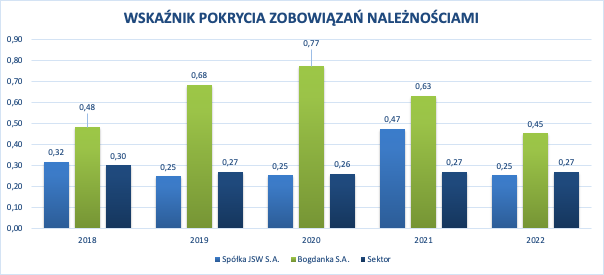 WSKAŹNIK POKRYCIA ZOBOWIĄZAŃ NALEŻNOŚCIAMI
0,90
0,80
0,70
0,60
0,50
0,40
0,30
0,20
0,10
0,00
0,32 0,48 0,30
0,25 0,68 0,27
0,25 0,77 0,26
0,47 0,63 0,27
0,25 0,45 0,27
2018 2019 2020 2021 2022
Spółka JSW S.A. Bogdanka S.A. Sektor